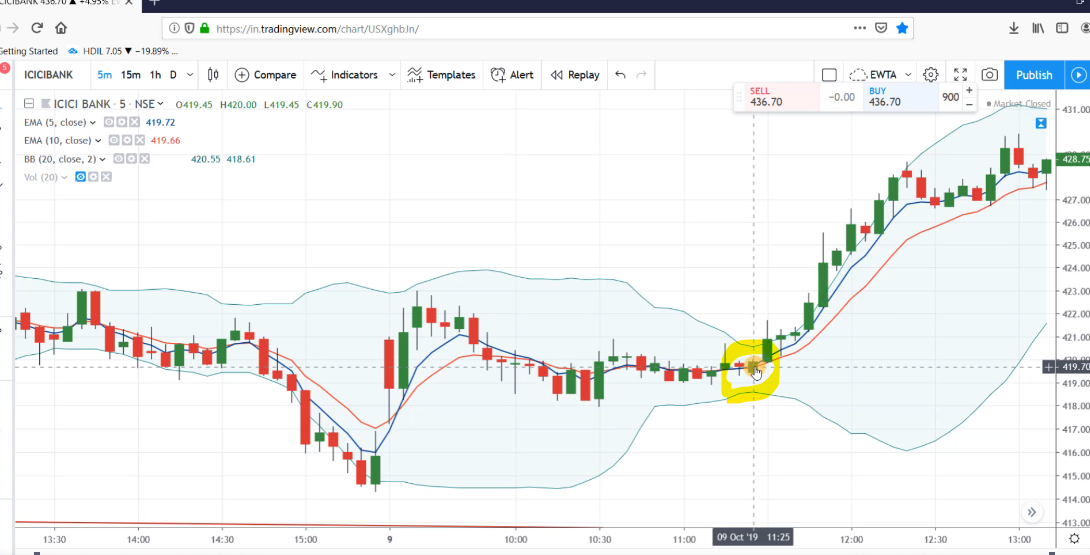 ICICIBANK 436.70 ▲ +4.95%
https://in.tradingview.com/chart/USXghbJn/
Getting Started HDIL 7.05 ▼ −19.89% ...
5
ICICIBANK 5m 15m 1h D Compare Indicators Templates Alert Replay EWTA Publish
SELL
436.70
−0.00
BUY
436.70
900
+
−
ICICI BANK · 5 · NSE O419.45 H420.00 L419.45 C419.90
Market Closed
EMA (5, close) 419.72
EMA (10, close) 419.66
BB (20, close, 2) 420.55 418.61
Vol (20)
431.00
428.75
427.00
426.00
425.00
424.00
423.00
422.00
421.00
420.00
419.70
419.00
418.00
417.00
416.00
415.00
414.00
413.00
13:30 14:00 14:30 15:00 9 10:00 10:30 11:00 09 Oct '19 11:25 12:00 12:30 13:00